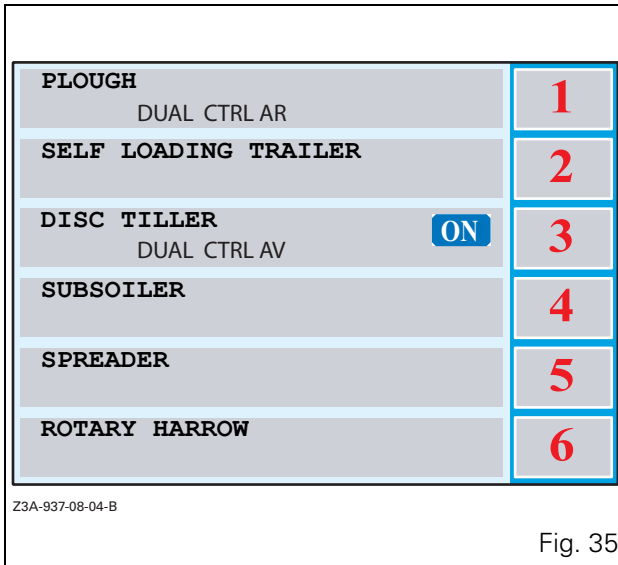 PLOUGH 1
DUAL CTRL AR
SELF LOADING TRAILER 2
DISC TILLER ON 3
DUAL CTRL AV
SUBSOILER 4
SPREADER 5
ROTARY HARROW 6
Z3A-937-08-04-B
Fig. 35